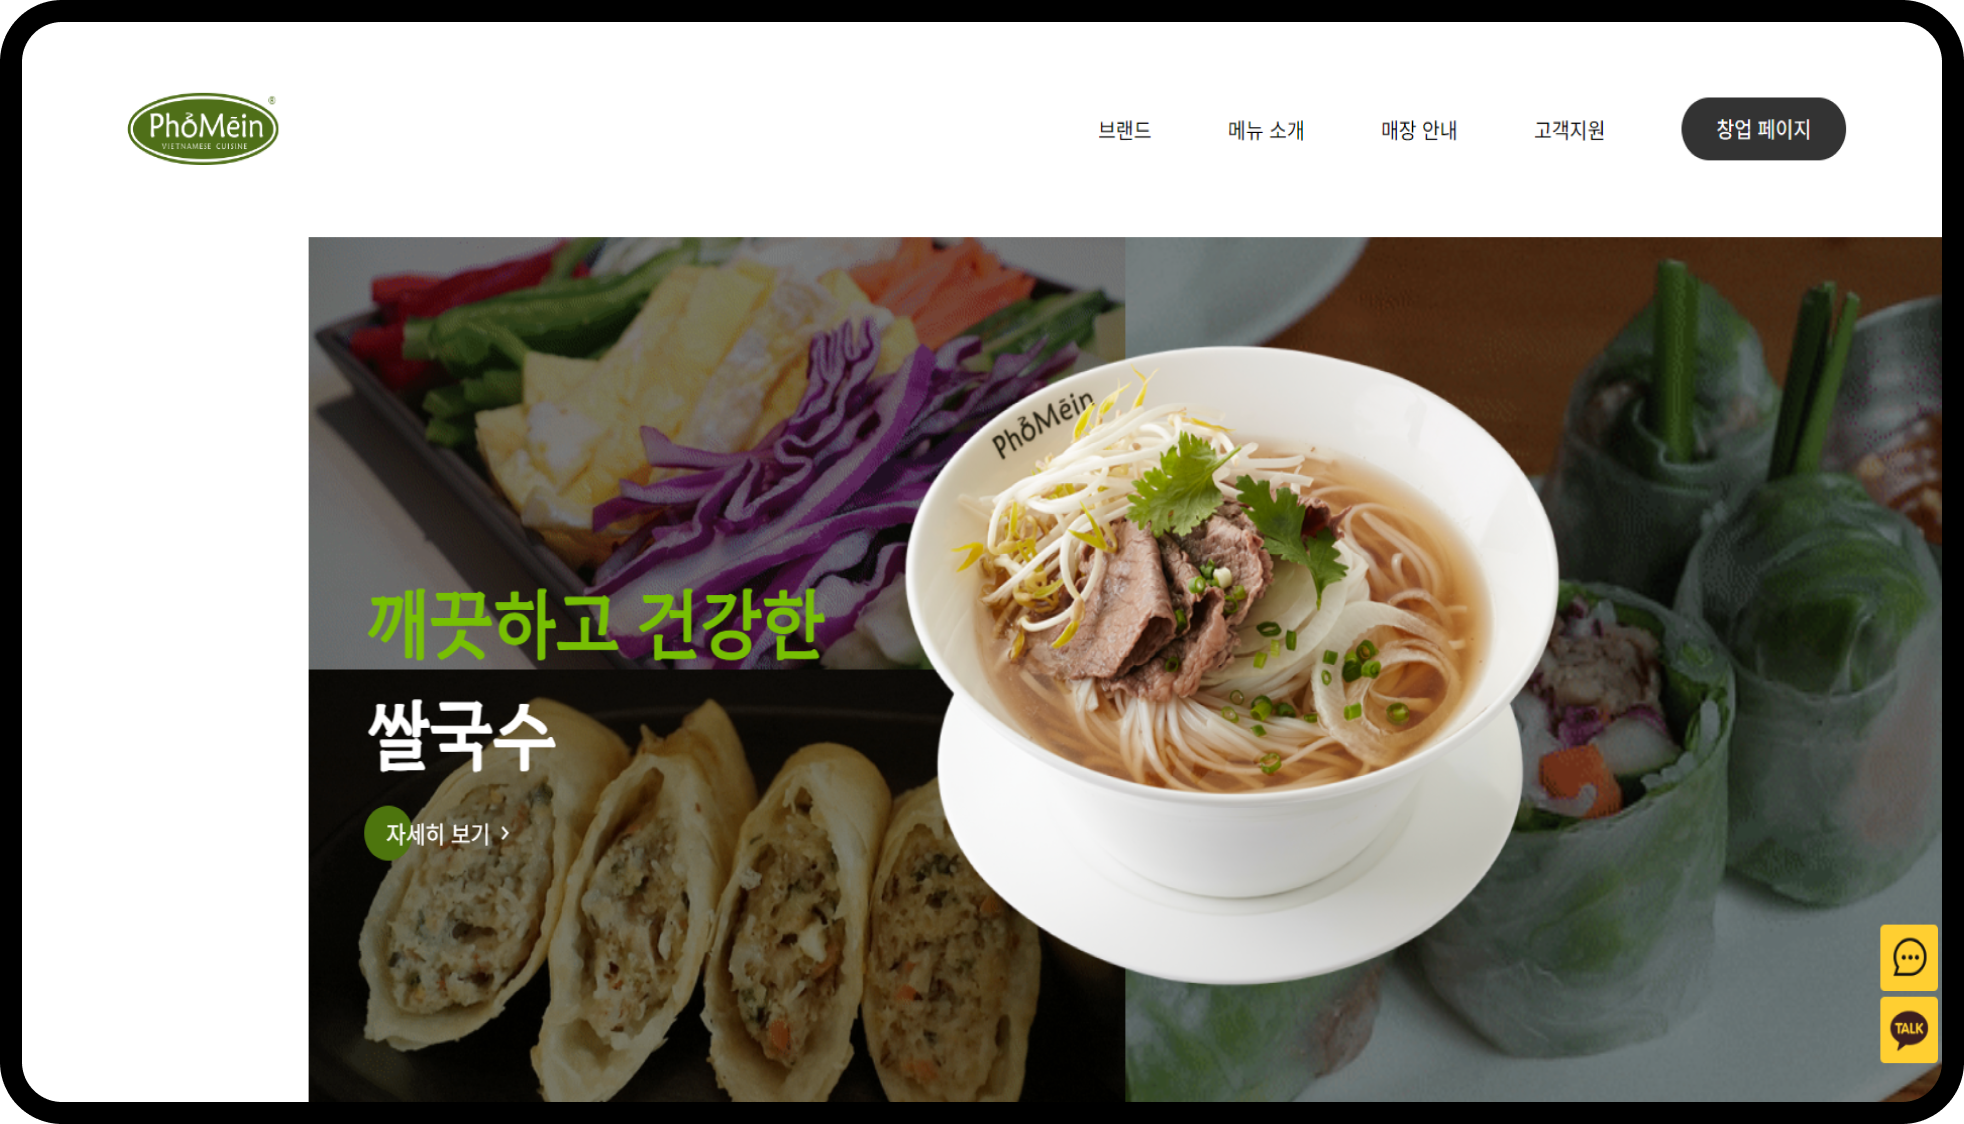 PhỏMēin®
VIETNAMESE CUISINE
브랜드
메뉴 소개
매장 안내
고객지원
창업 페이지
PhỏMēin
깨끗하고 건강한
쌀국수
자세히 보기 >
TALK